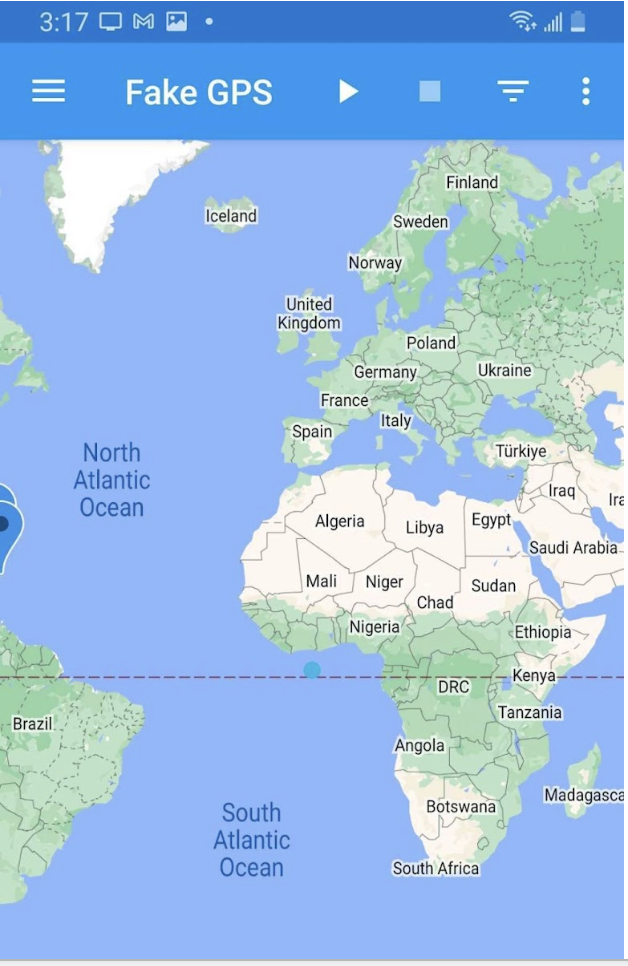 3:17
Fake GPS
Finland
Iceland
Sweden
Norway
United
Kingdom
Poland
Germany
Ukraine
France
Italy
Spain
North
Atlantic
Ocean
Türkiye
Iraq
Ira
Algeria
Libya
Egypt
Saudi Arabia
Mali
Niger
Sudan
Chad
Nigeria
Ethiopia
Kenya
DRC
Brazil
Tanzania
Angola
Madagasca
Botswana
South
Atlantic
Ocean
South Africa